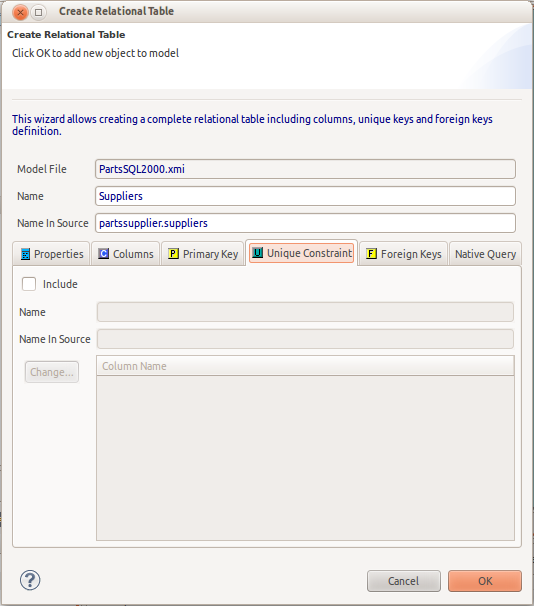 Create Relational Table
Create Relational Table
Click OK to add new object to model
This wizard allows creating a complete relational table including columns, unique keys and foreign keys
definition.
Model File PartsSQL2000.xmi
Name Suppliers
Name In Source partssupplier.suppliers
Properties C Columns P Primary Key U Unique Constraint F Foreign Keys Native Query
Include
Name
Name In Source
Change... Column Name
? Cancel OK